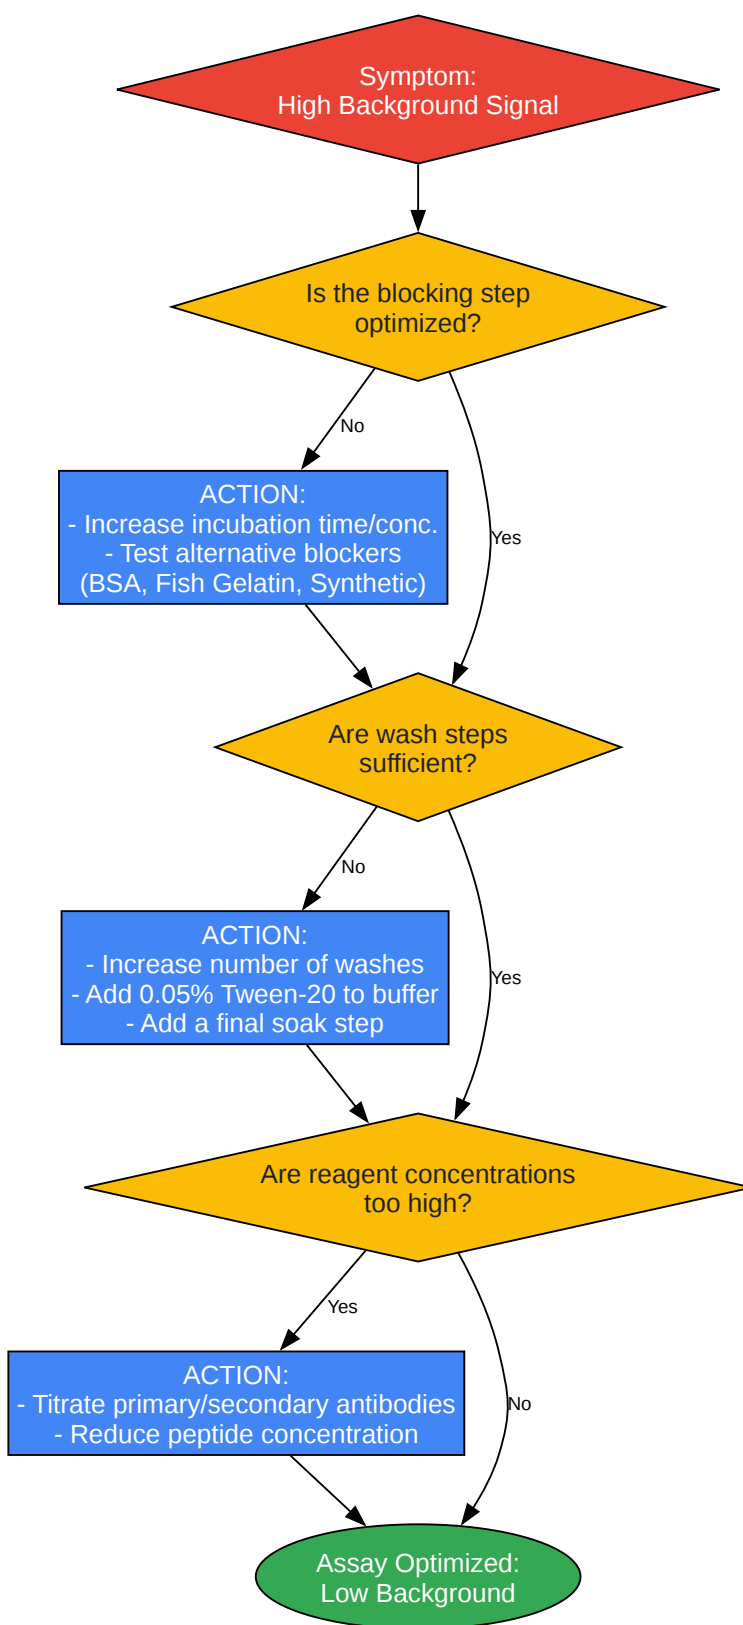 Symptom:
High Background Signal
Is the blocking step
optimized?
No
Yes
ACTION:
- Increase incubation time/conc.
- Test alternative blockers
(BSA, Fish Gelatin, Synthetic)
Are wash steps
sufficient?
No
Yes
ACTION:
- Increase number of washes
- Add 0.05% Tween-20 to buffer
- Add a final soak step
Are reagent concentrations
too high?
Yes
No
ACTION:
- Titrate primary/secondary antibodies
- Reduce peptide concentration
Assay Optimized:
Low Background